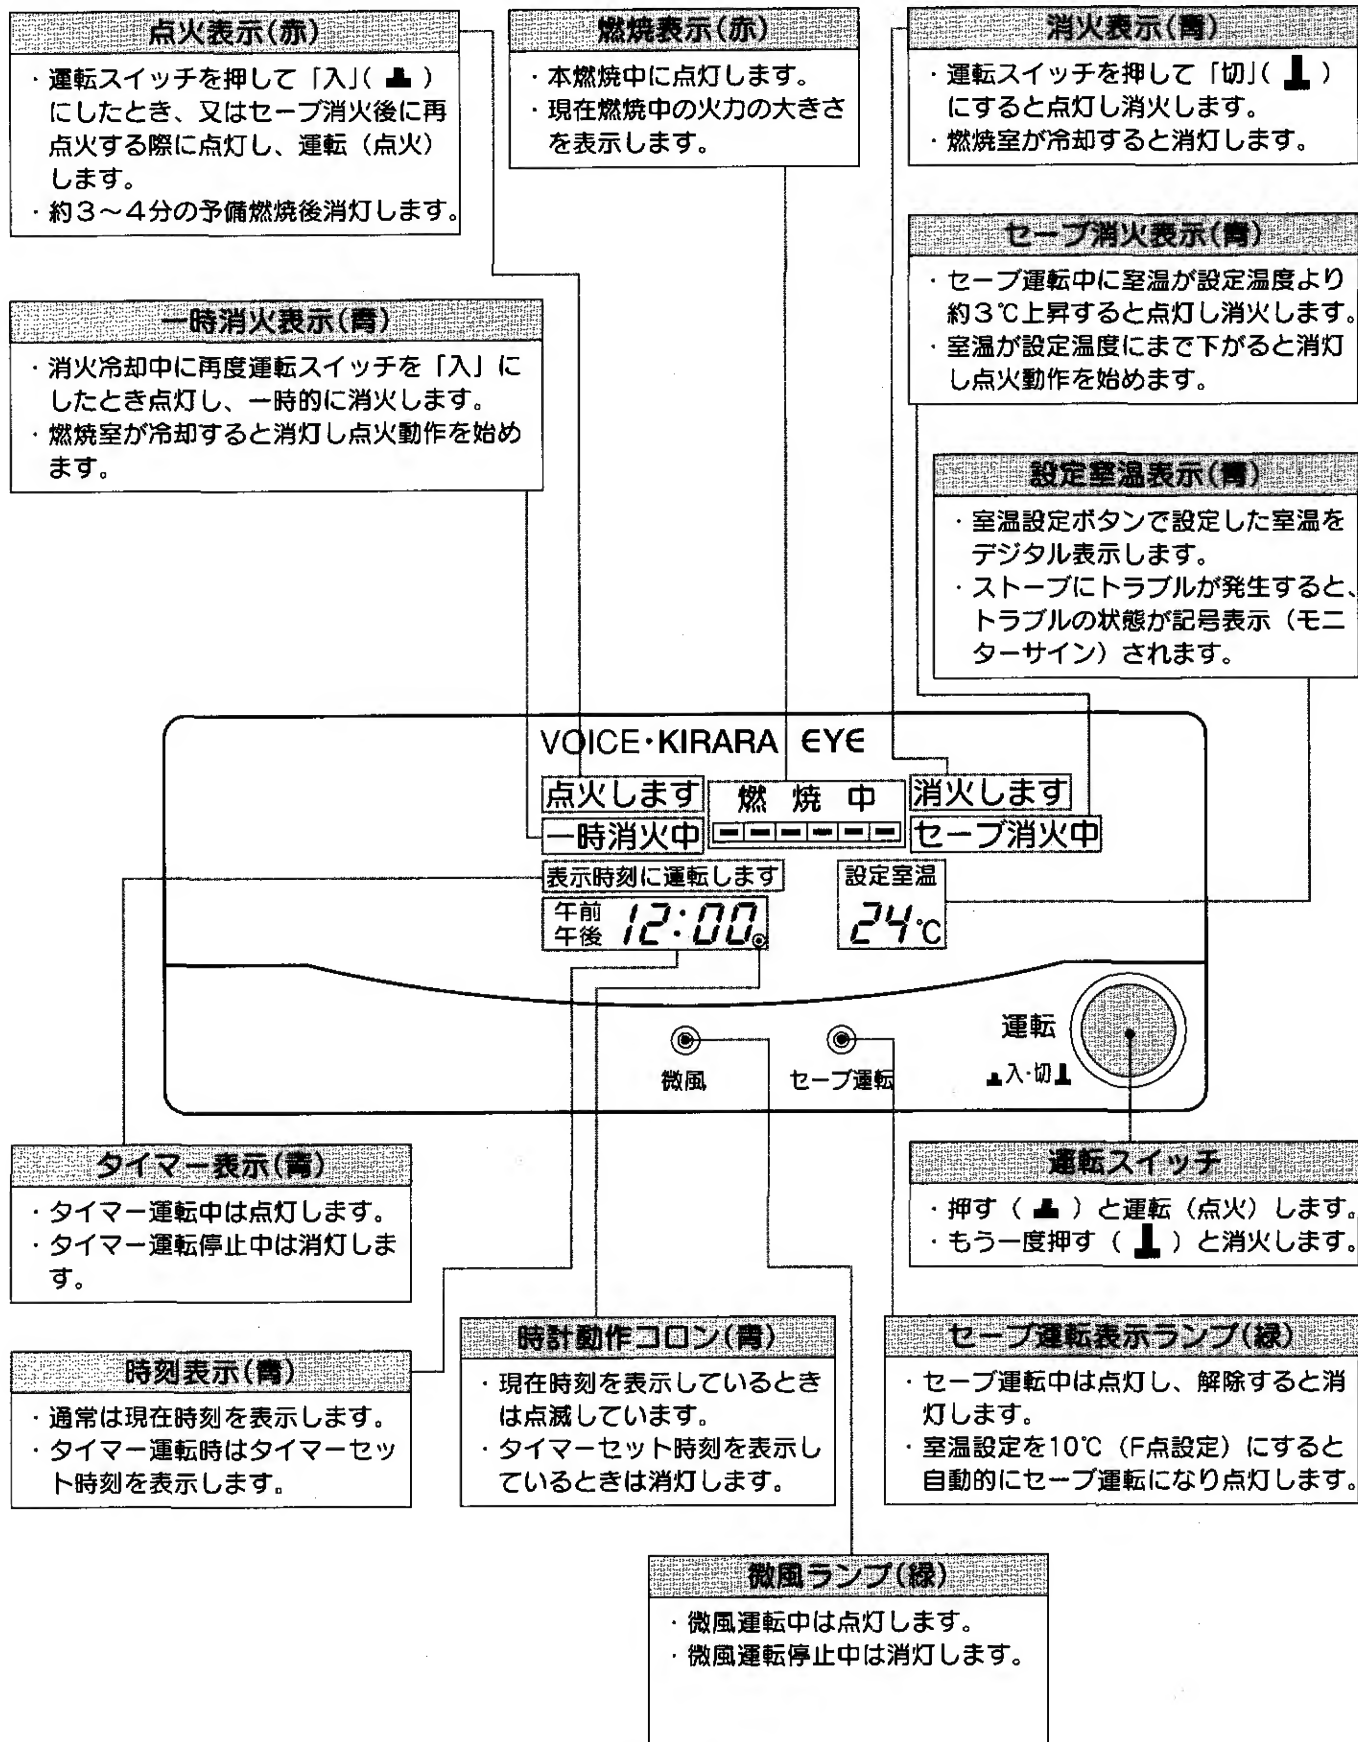 点火表示(赤)
・運転スイッチを押して「入」( )
にしたとき、又はセーブ消火後に再
点火する際に点灯し、運転（点火）
します。
・約3～4分の予備燃焼後消灯します。
燃焼表示(赤)
・本燃焼中に点灯します。
・現在燃焼中の火力の大きさ
を表示します。
消火表示(青)
・運転スイッチを押して「切」( )
にすると点灯し消火します。
・燃焼室が冷却すると消灯します。
セーブ消火表示(青)
・セーブ運転中に室温が設定温度より
約3℃上昇すると点灯し消火します。
・室温が設定温度にまで下がると消灯
し点火動作を始めます。
一時消火表示(青)
・消火冷却中に再度運転スイッチを「入」に
したとき点灯し、一時的に消火します。
・燃焼室が冷却すると消灯し点火動作を始め
ます。
設定室温表示(青)
・室温設定ボタンで設定した室温を
デジタル表示します。
・ストーブにトラブルが発生すると、
トラブルの状態が記号表示（モニ
ターサイン）されます。
VOICE・KIRARA EYE
点火します
燃焼中
消火します
一時消火中
セーブ消火中
表示時刻に運転します
設定室温
午前
午後
12:00
24℃
微風
セーブ運転
運転
入・切
タイマー表示(青)
・タイマー運転中は点灯します。
・タイマー運転停止中は消灯しま
す。
運転スイッチ
・押す（ ）と運転（点火）します。
・もう一度押す（ ）と消火します。
時刻表示(青)
・通常は現在時刻を表示します。
・タイマー運転時はタイマーセッ
ト時刻を表示します。
時計動作コロン(青)
・現在時刻を表示しているとき
は点滅しています。
・タイマーセット時刻を表示し
ているときは消灯します。
セーブ運転表示ランプ(緑)
・セーブ運転中は点灯し、解除すると消
灯します。
・室温設定を10℃（F点設定）にすると
自動的にセーブ運転になり点灯します。
微風ランプ(緑)
・微風運転中は点灯します。
・微風運転停止中は消灯します。